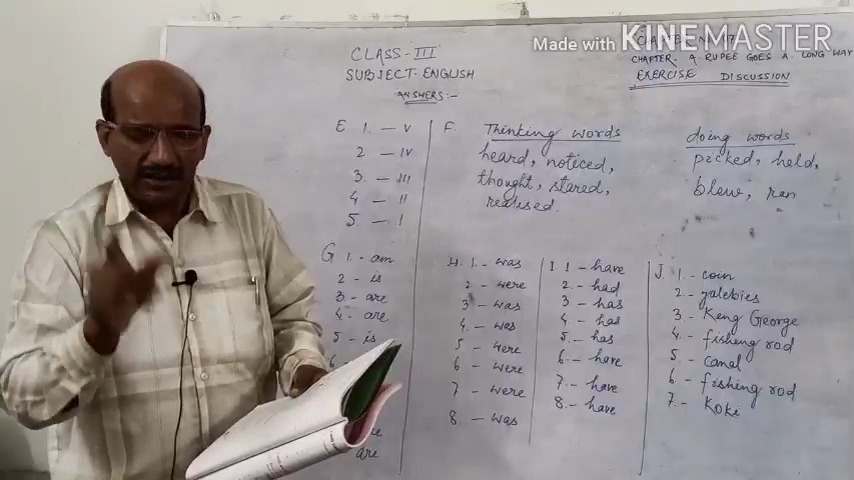 Made with KINEMASTER
CLASS-III
SUBJECT: ENGLISH
ANSWERS:-
CHAPTER. A RUPEE GOES A LONG WAY
EXERCISE DISCUSSION
E. 1. - V
2 - IV
3. - III
4 - II
5. - I
F. Thinking words
heard, noticed,
thought, stared,
realised.
doing words
picked, held,
blew, ran
G 1.- am
2 - is
3.- are
4.- are
5.- is
6
are
H. 1.- was
2 - were
3 - was
4.- was
5 - were
6 - were
7 - were
8 - was
I. 1 - have
2.- had
3 - has
4 - has
5.- has
6.- have
7.- have
8.- have
J. 1.- coin
2 - jalebies
3.- Keng George
4.- fishing rod
5.- canal
6 - fishing rod
7.- Koki